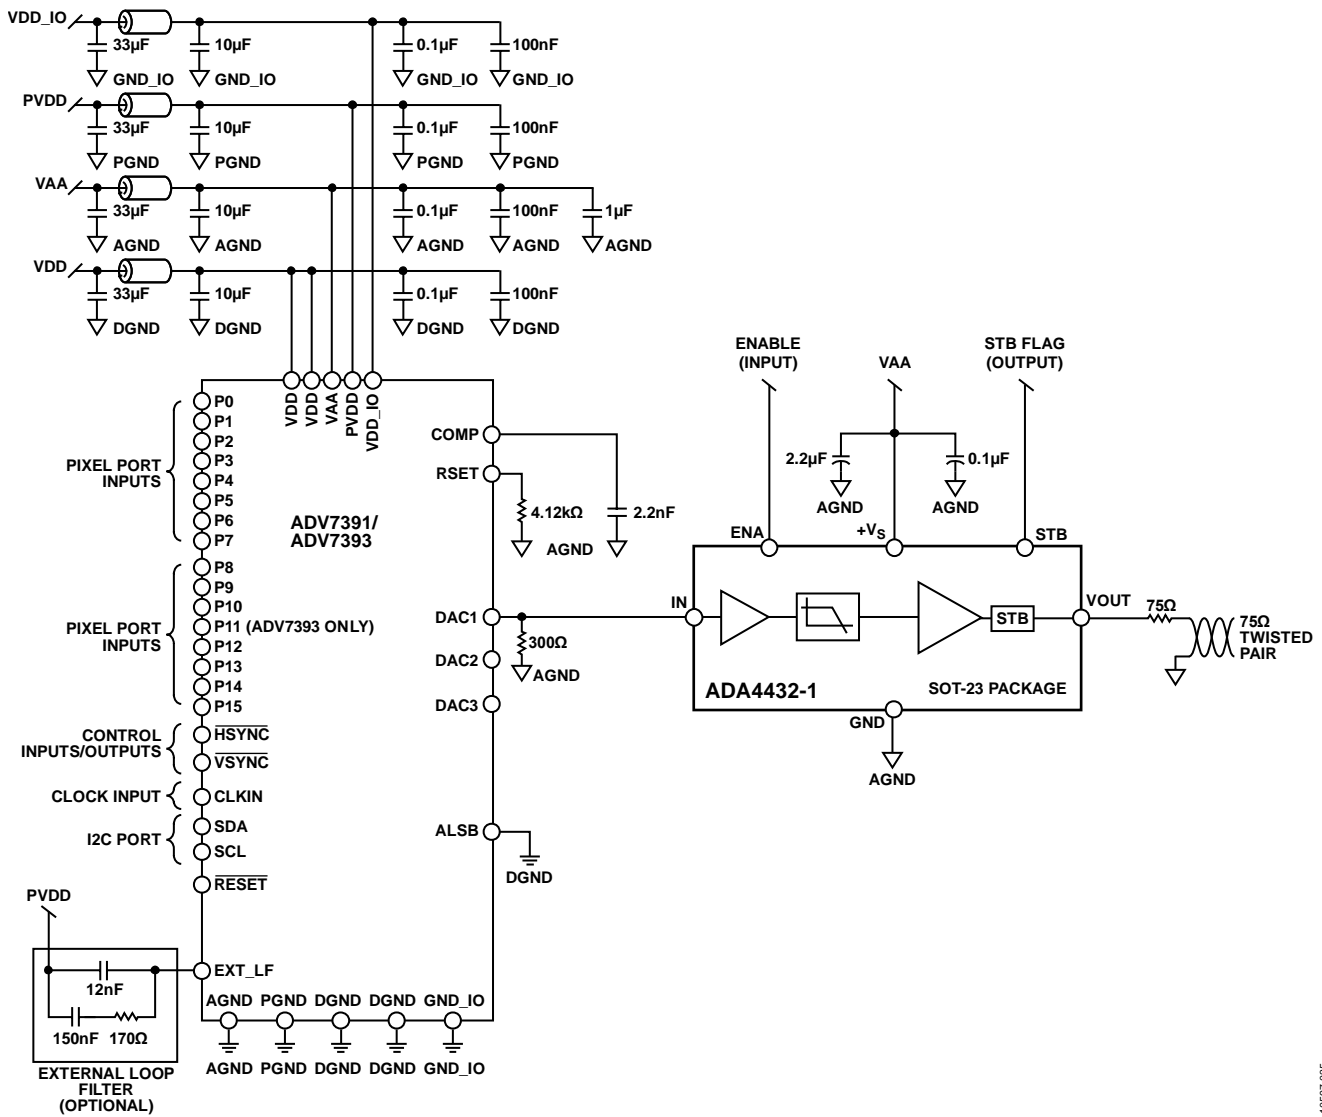 VDD_IO
33µF
10µF
0.1µF
100nF
GND_IO
GND_IO
GND_IO
GND_IO
PVDD
33µF
10µF
0.1µF
100nF
PGND
PGND
PGND
PGND
VAA
33µF
10µF
0.1µF
100nF
1µF
AGND
AGND
AGND
AGND
AGND
VDD
33µF
10µF
0.1µF
100nF
DGND
DGND
DGND
DGND
VDD
VDD
VAA
PVDD
VDD_IO
PIXEL PORT
INPUTS
P0
P1
P2
P3
P4
P5
P6
P7
ADV7391/
ADV7393
PIXEL PORT
INPUTS
P8
P9
P10
P11 (ADV7393 ONLY)
P12
P13
P14
P15
CONTROL
INPUTS/OUTPUTS
HSYNC
VSYNC
CLOCK INPUT
CLKIN
I2C PORT
SDA
SCL
RESET
PVDD
EXT_LF
12nF
150nF 170Ω
EXTERNAL LOOP
FILTER
(OPTIONAL)
AGND PGND DGND DGND GND_IO
AGND PGND DGND DGND GND_IO
COMP
RSET
4.12kΩ
2.2nF
AGND
DAC1
300Ω
AGND
DAC2
DAC3
ALSB
DGND
ENABLE
(INPUT)
VAA
STB FLAG
(OUTPUT)
2.2µF
0.1µF
AGND
AGND
ENA
+VS
STB
IN
STB
VOUT
75Ω
75Ω
TWISTED
PAIR
ADA4432-1
SOT-23 PACKAGE
GND
AGND